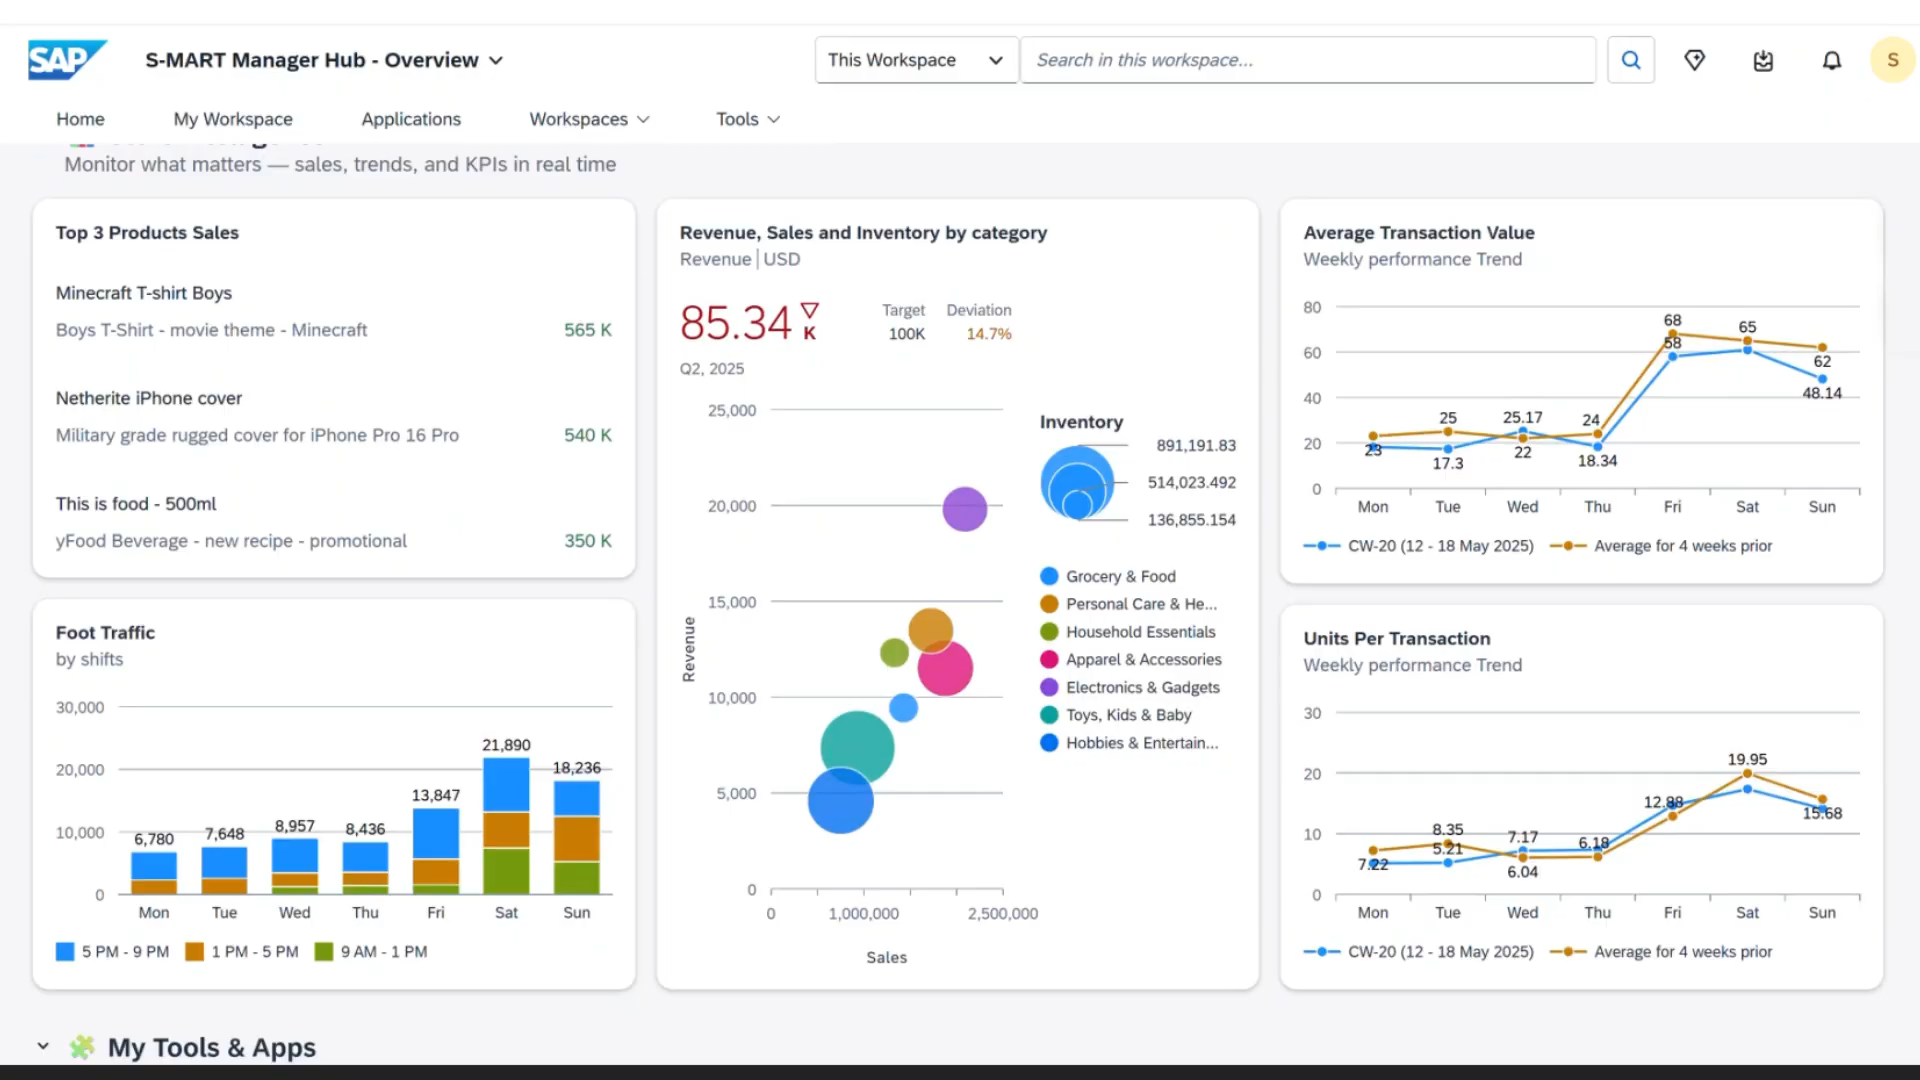 SAP
S-MART Manager Hub - Overview
This Workspace
Search in this workspace...
S
Home
My Workspace
Applications
Workspaces
Tools
Monitor what matters — sales, trends, and KPIs in real time
Top 3 Products Sales
Minecraft T-shirt Boys
Boys T-Shirt - movie theme - Minecraft 565 K
Netherite iPhone cover
Military grade rugged cover for iPhone Pro 16 Pro 540 K
This is food - 500ml
yFood Beverage - new recipe - promotional 350 K
Foot Traffic
by shifts
30,000
20,000
10,000
0
6,780
7,648
8,957
8,436
13,847
21,890
18,236
Mon Tue Wed Thu Fri Sat Sun
5 PM - 9 PM 1 PM - 5 PM 9 AM - 1 PM
Revenue, Sales and Inventory by category
Revenue | USD
85.34 K
Target Deviation
100K 14.7%
Q2, 2025
25,000
20,000
15,000
10,000
5,000
0
Revenue
0 1,000,000 2,500,000
Sales
Inventory
891,191.83
514,023.492
136,855.154
Grocery & Food
Personal Care & He...
Household Essentials
Apparel & Accessories
Electronics & Gadgets
Toys, Kids & Baby
Hobbies & Entertain...
Average Transaction Value
Weekly performance Trend
80
60
40
20
0
23
25
17.3
25.17
22
24
18.34
68
58
65
62
48.14
Mon Tue Wed Thu Fri Sat Sun
CW-20 (12 - 18 May 2025) Average for 4 weeks prior
Units Per Transaction
Weekly performance Trend
30
20
10
0
7.22
8.35
5.21
7.17
6.04
6.18
12.88
19.95
15.68
Mon Tue Wed Thu Fri Sat Sun
CW-20 (12 - 18 May 2025) Average for 4 weeks prior
My Tools & Apps